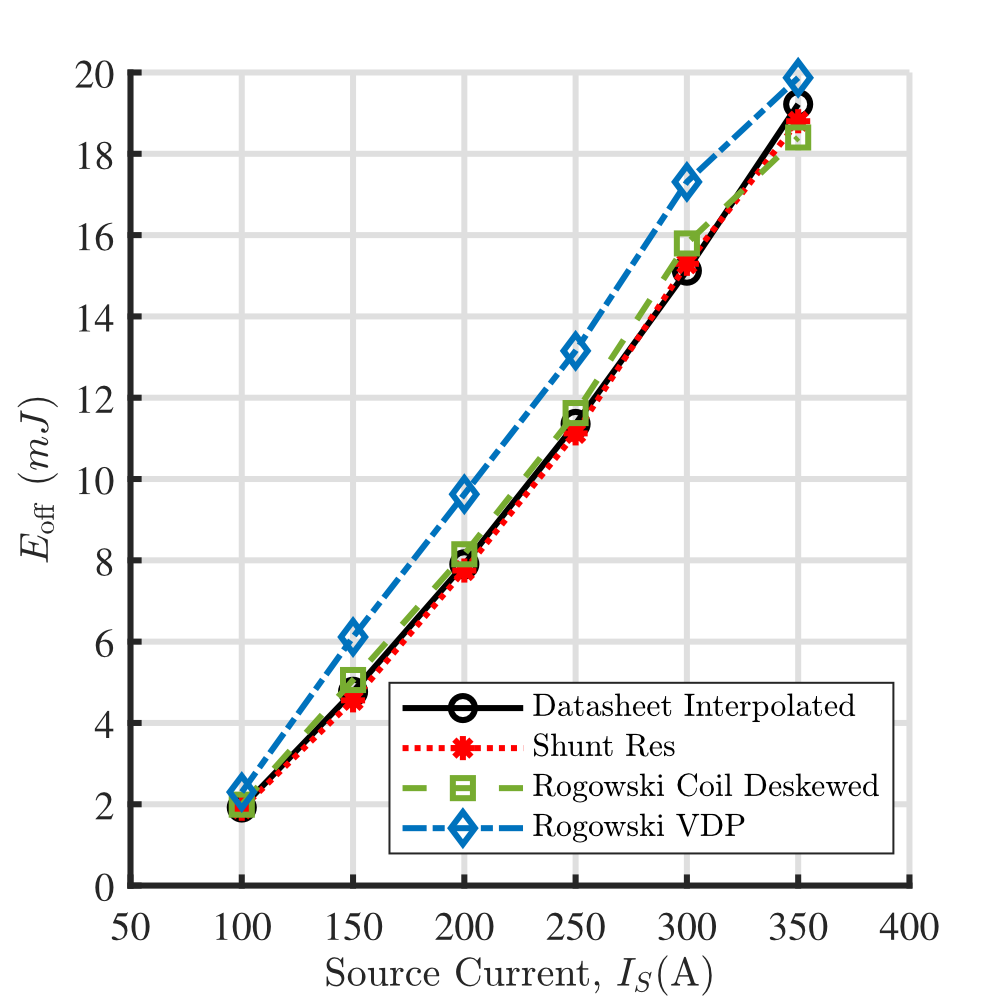 20
18
16
14
12
10
8
6
4
2
0
E_off (mJ)
Datasheet Interpolated
Shunt Res
Rogowski Coil Deskewed
Rogowski VDP
50 100 150 200 250 300 350 400
Source Current, I_S(A)